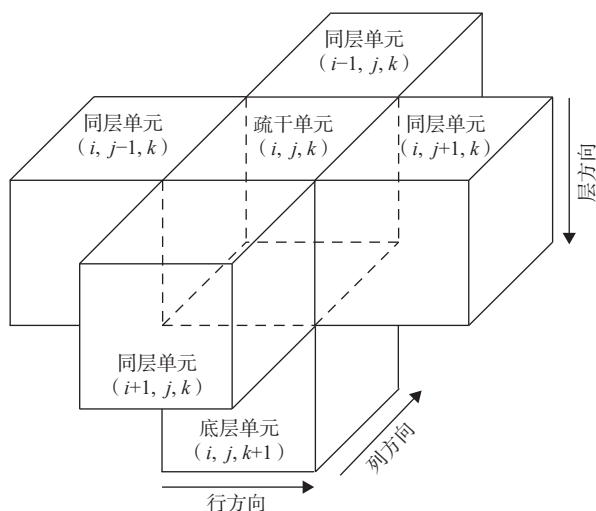 同层单元
（i−1, j, k）
同层单元
（i, j−1, k）
疏干单元
（i, j, k）
同层单元
（i, j+1, k）
层方向
同层单元
（i+1, j, k）
底层单元
（i, j, k+1）
列方向
行方向